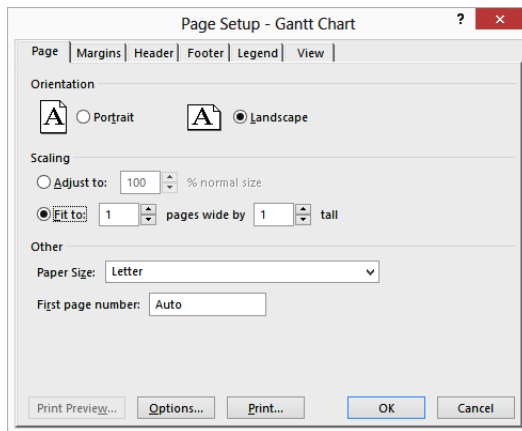 Page Setup - Gantt Chart ?
Page Margins Header Footer Legend View
Orientation
A Portrait A Landscape
Scaling
Adjust to: 100 % normal size
Fit to: 1 pages wide by 1 tall
Other
Paper Size: Letter
First page number: Auto
Print Preview... Options... Print... OK Cancel